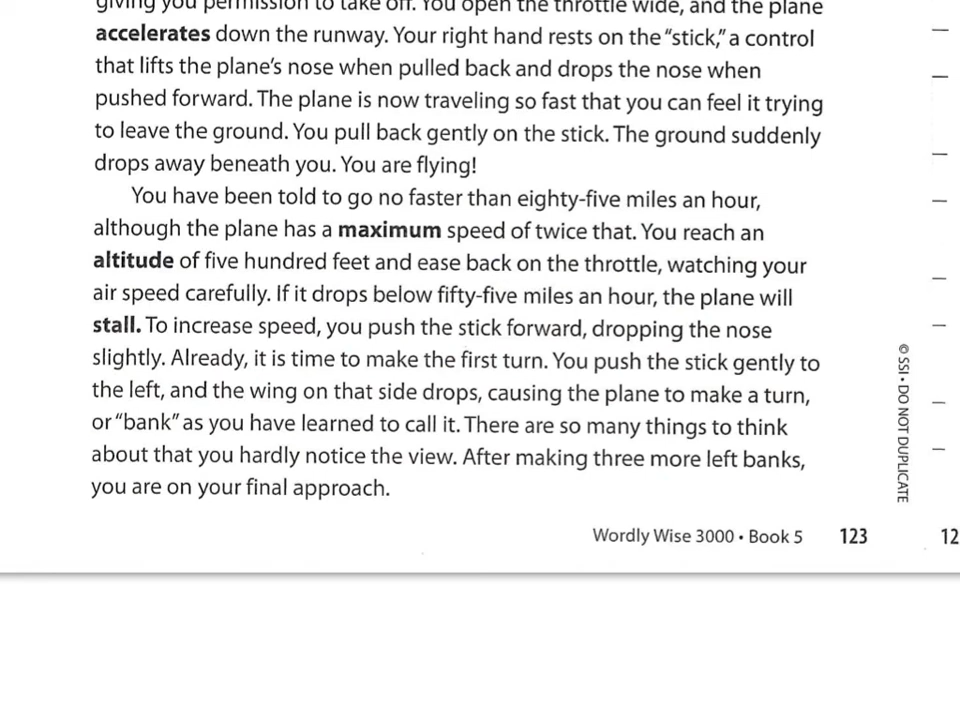 giving you permission to take off. You open the throttle wide, and the plane
accelerates down the runway. Your right hand rests on the “stick,” a control
that lifts the plane’s nose when pulled back and drops the nose when
pushed forward. The plane is now traveling so fast that you can feel it trying
to leave the ground. You pull back gently on the stick. The ground suddenly
drops away beneath you. You are flying!
You have been told to go no faster than eighty-five miles an hour,
although the plane has a maximum speed of twice that. You reach an
altitude of five hundred feet and ease back on the throttle, watching your
air speed carefully. If it drops below fifty-five miles an hour, the plane will
stall. To increase speed, you push the stick forward, dropping the nose
slightly. Already, it is time to make the first turn. You push the stick gently to
the left, and the wing on that side drops, causing the plane to make a turn,
or “bank” as you have learned to call it. There are so many things to think
about that you hardly notice the view. After making three more left banks,
you are on your final approach.
© SSI • DO NOT DUPLICATE
Wordly Wise 3000 • Book 5 123
12